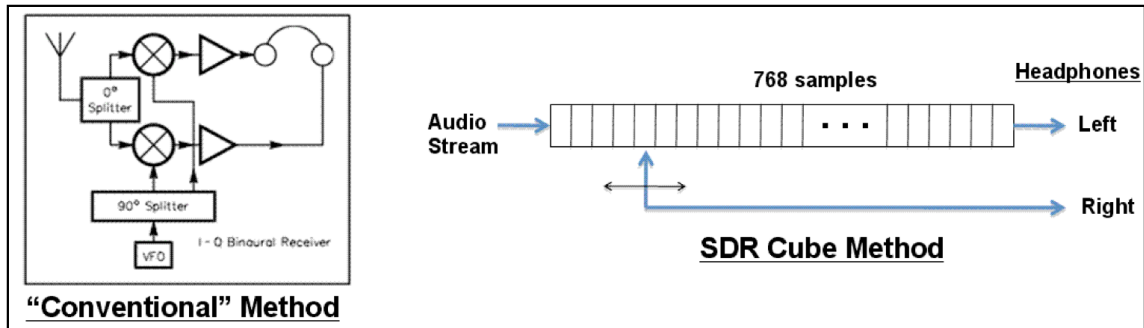 0°
Splitter
90° Splitter
I-Q Binaural Receiver
VFO
“Conventional” Method
768 samples
Headphones
Audio
Stream
. . .
Left
Right
SDR Cube Method